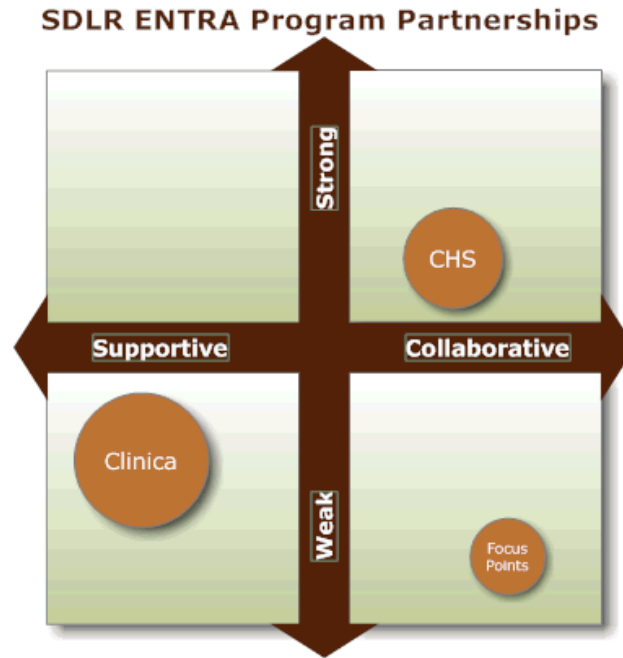 SDLR ENTRA Program Partnerships
Strong
CHS
Supportive
Collaborative
Clinica
Weak
Focus
Points